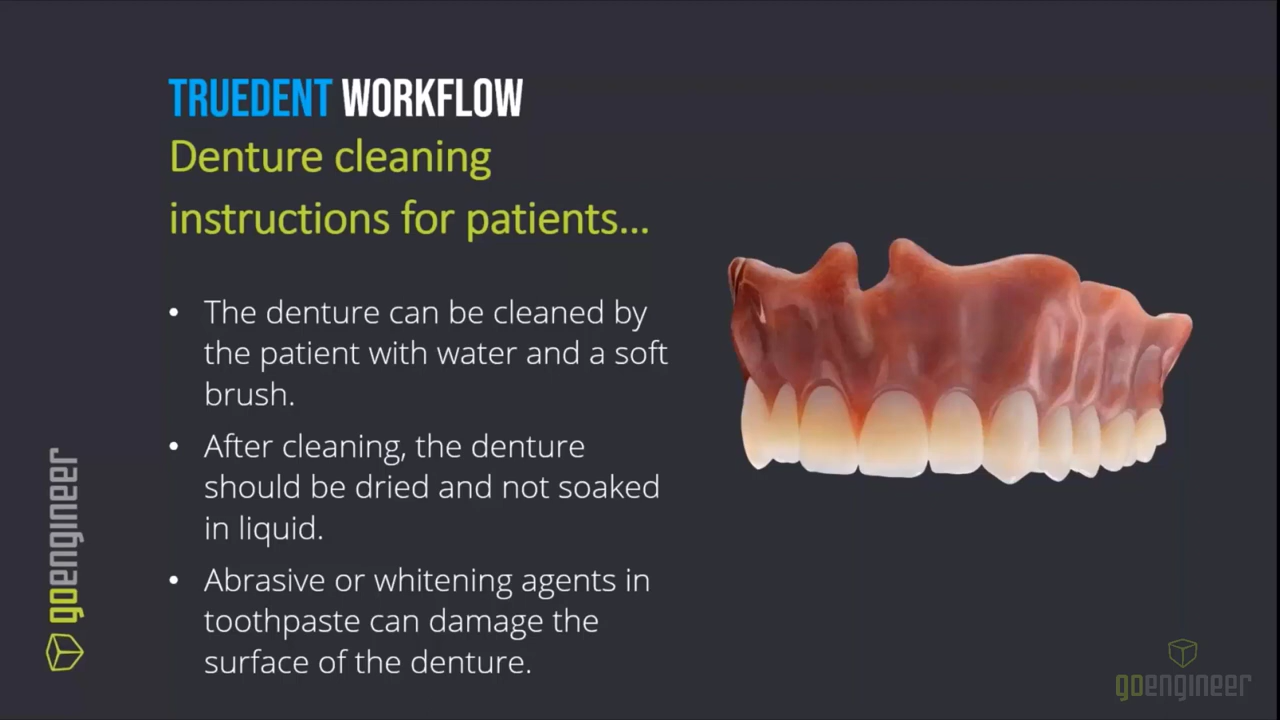 TRUEDENT WORKFLOW
Denture cleaning
instructions for patients...
• The denture can be cleaned by
the patient with water and a soft
brush.
• After cleaning, the denture
should be dried and not soaked
in liquid.
• Abrasive or whitening agents in
toothpaste can damage the
surface of the denture.
goengineer
goengineer